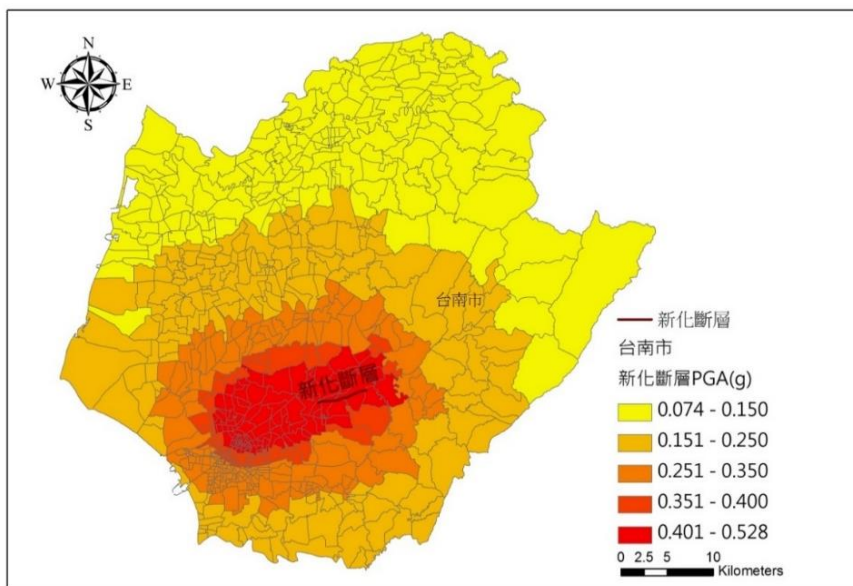 N
W E
S
台南市
新化斷層
新化斷層
台南市
新化斷層PGA(g)
0.074 - 0.150
0.151 - 0.250
0.251 - 0.350
0.351 - 0.400
0.401 - 0.528
0 2.5 5 10
Kilometers